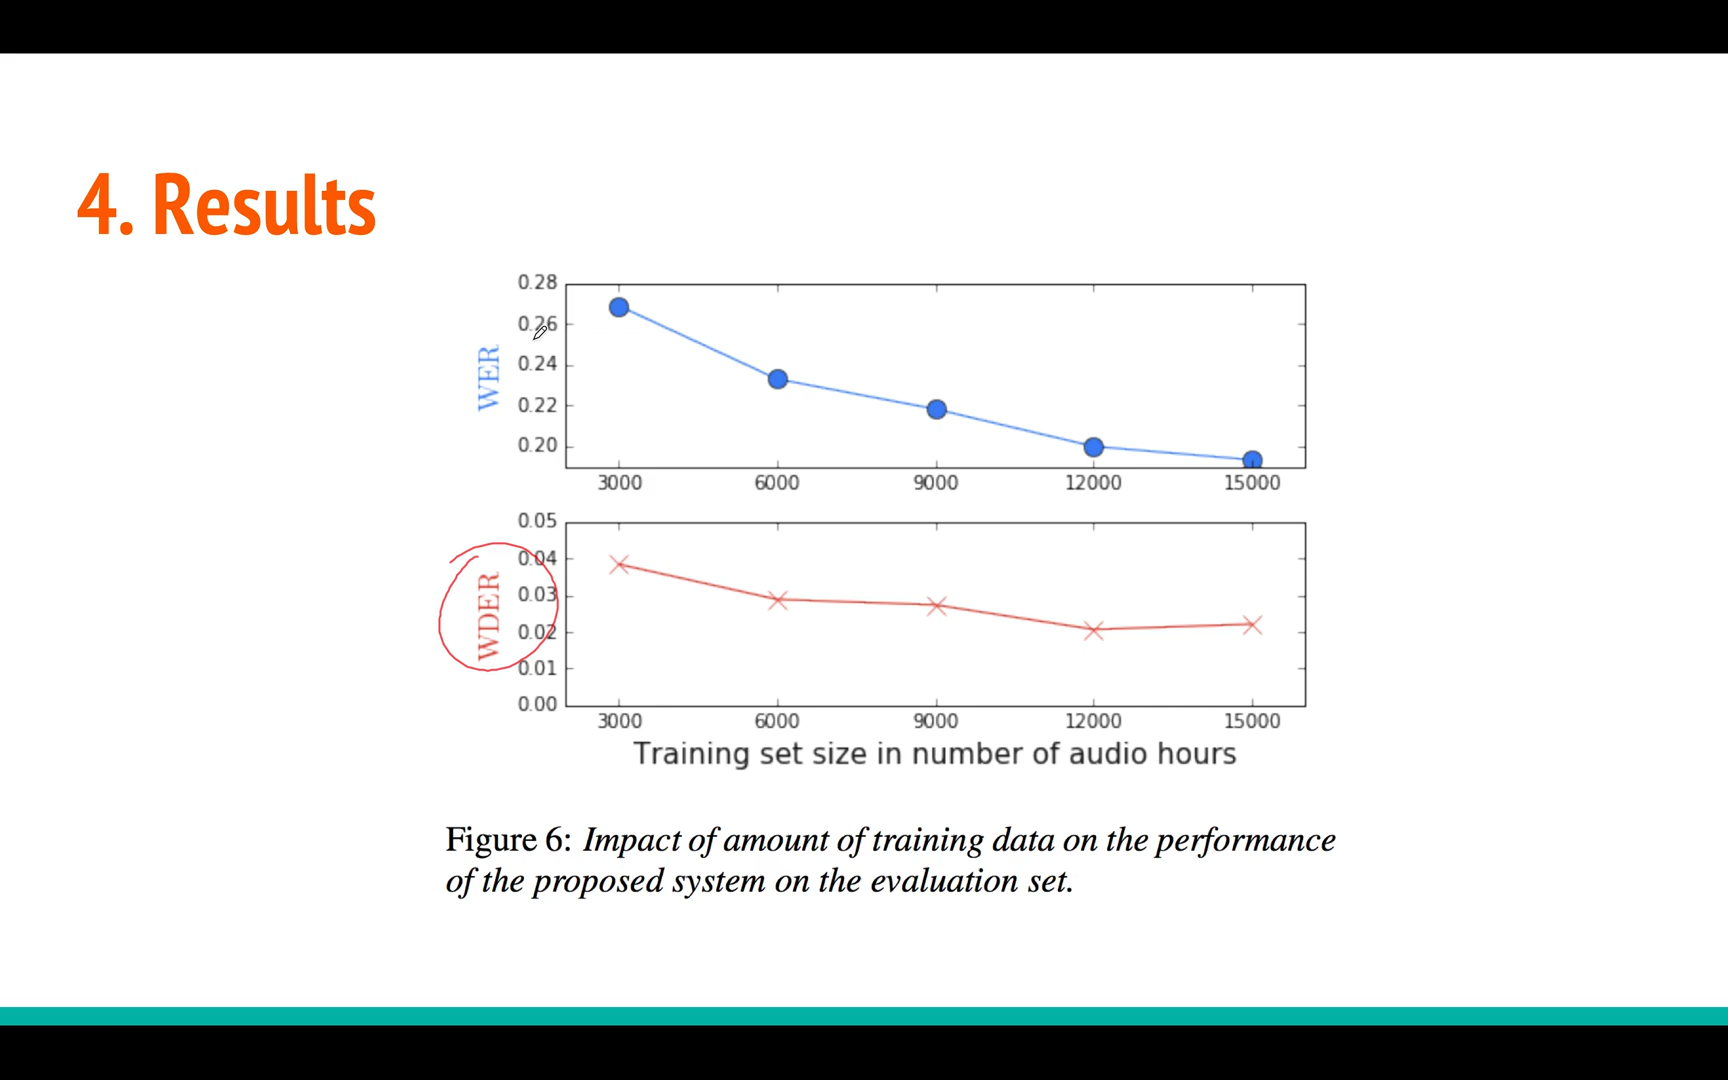 4. Results
0.28
0.26
0.24
0.22
0.20
WER
3000 6000 9000 12000 15000
0.05
0.04
0.03
0.02
0.01
0.00
WDER
3000 6000 9000 12000 15000
Training set size in number of audio hours
Figure 6: Impact of amount of training data on the performance
of the proposed system on the evaluation set.